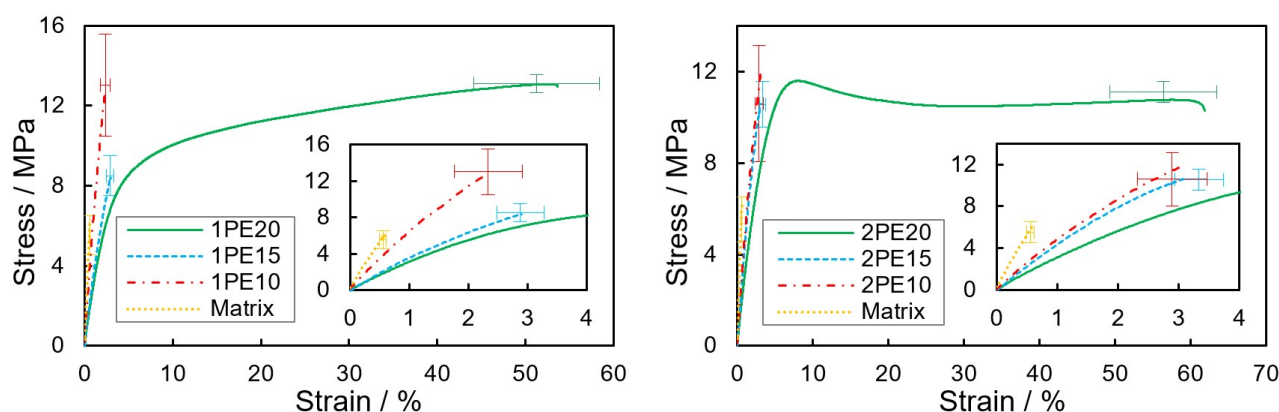 16
12
8
4
0
Stress / MPa
1PE20
1PE15
1PE10
Matrix
16
12
8
4
0
0 1 2 3 4
0 10 20 30 40 50 60
Strain / %
12
8
4
0
Stress / MPa
2PE20
2PE15
2PE10
Matrix
12
8
4
0
0 1 2 3 4
0 10 20 30 40 50 60 70
Strain / %